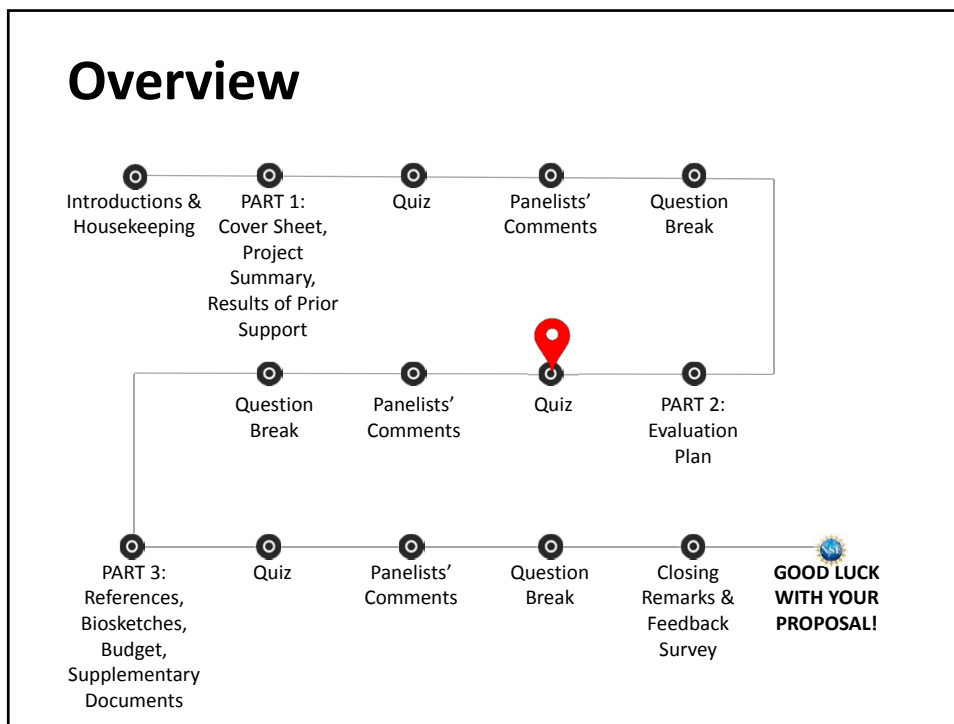 Overview
Introductions &
Housekeeping
PART 1:
Cover Sheet,
Project
Summary,
Results of Prior
Support
Quiz
Panelists’
Comments
Question
Break
Question
Break
Panelists’
Comments
Quiz
PART 2:
Evaluation
Plan
PART 3:
References,
Biosketches,
Budget,
Supplementary
Documents
Quiz
Panelists’
Comments
Question
Break
Closing
Remarks &
Feedback
Survey
NSF
GOOD LUCK
WITH YOUR
PROPOSAL!